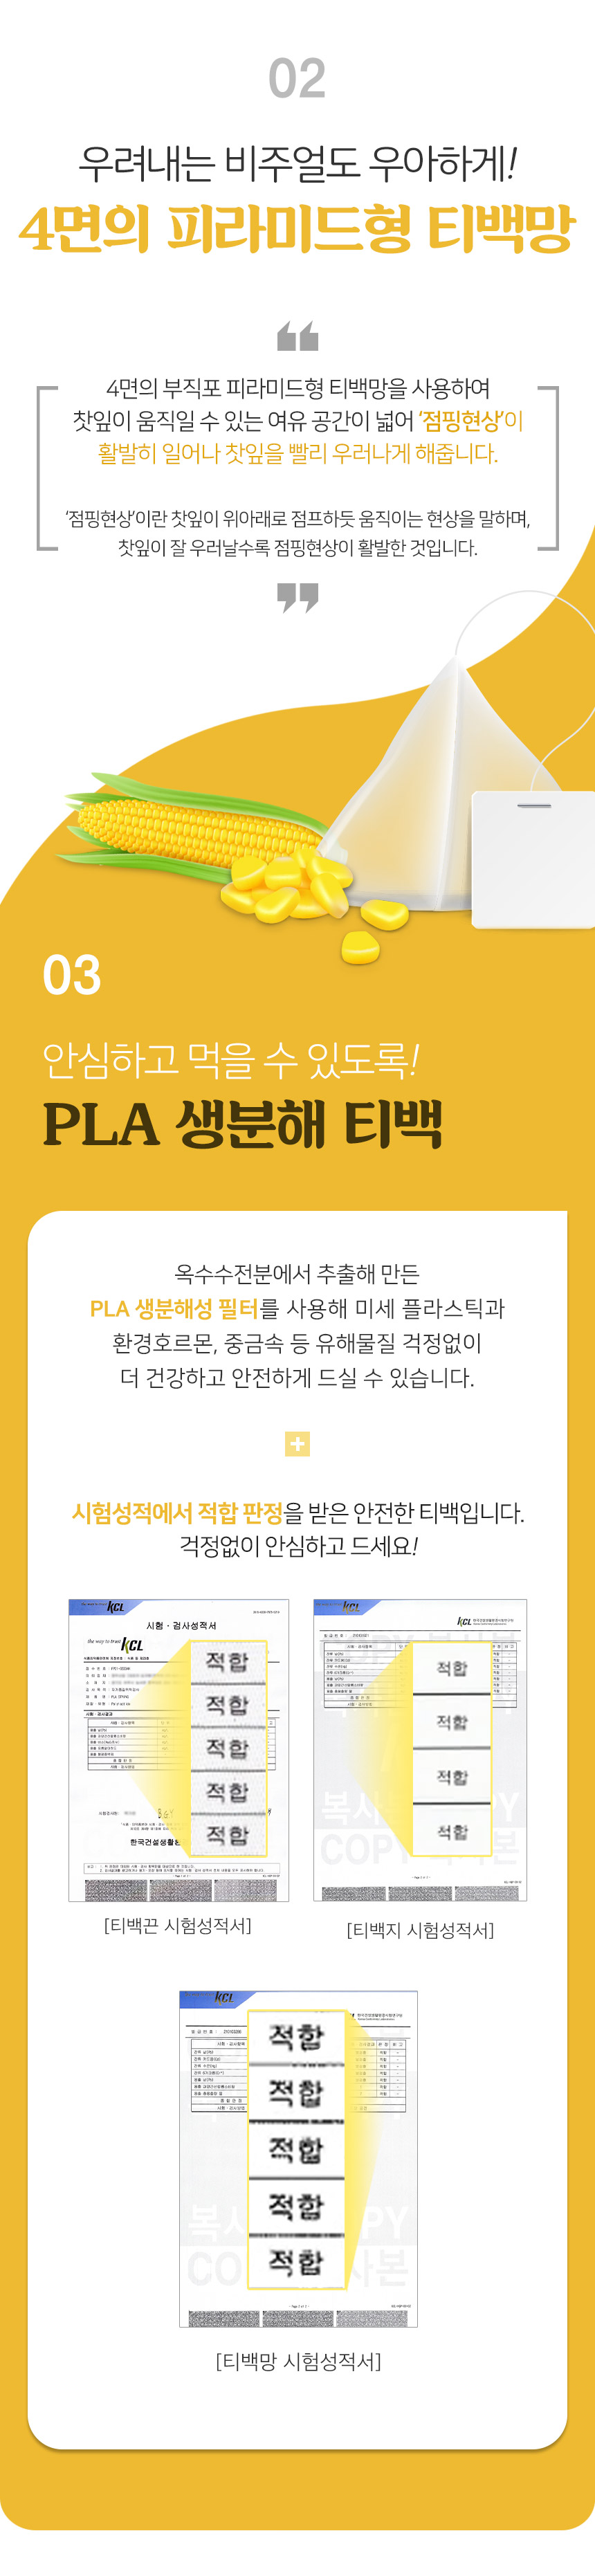 02
우려내는 비주얼도 우아하게!
4면의 피라미드형 티백망
4면의 부직포 피라미드형 티백망을 사용하여
찻잎이 움직일 수 있는 여유 공간이 넓어 ‘점핑현상’이
활발히 일어나 찻잎을 빨리 우러나게 해줍니다.
‘점핑현상’이란 찻잎이 위아래로 점프하듯 움직이는 현상을 말하며,
찻잎이 잘 우러날수록 점핑현상이 활발한 것입니다.
03
안심하고 먹을 수 있도록!
PLA 생분해 티백
옥수수전분에서 추출해 만든
PLA 생분해성 필터를 사용해 미세 플라스틱과
환경호르몬, 중금속 등 유해물질 걱정없이
더 건강하고 안전하게 드실 수 있습니다.
시험성적에서 적합 판정을 받은 안전한 티백입니다.
걱정없이 안심하고 드세요!
KCL
시험 · 검사성적서
the way to trust KCL
적합
적합
적합
적합
적합
한국건설생활환
[티백끈 시험성적서]
KCL
KCL
적합
적합
적합
적합
[티백지 시험성적서]
KCL
적합
적합
적합
적합
적합
[티백망 시험성적서]